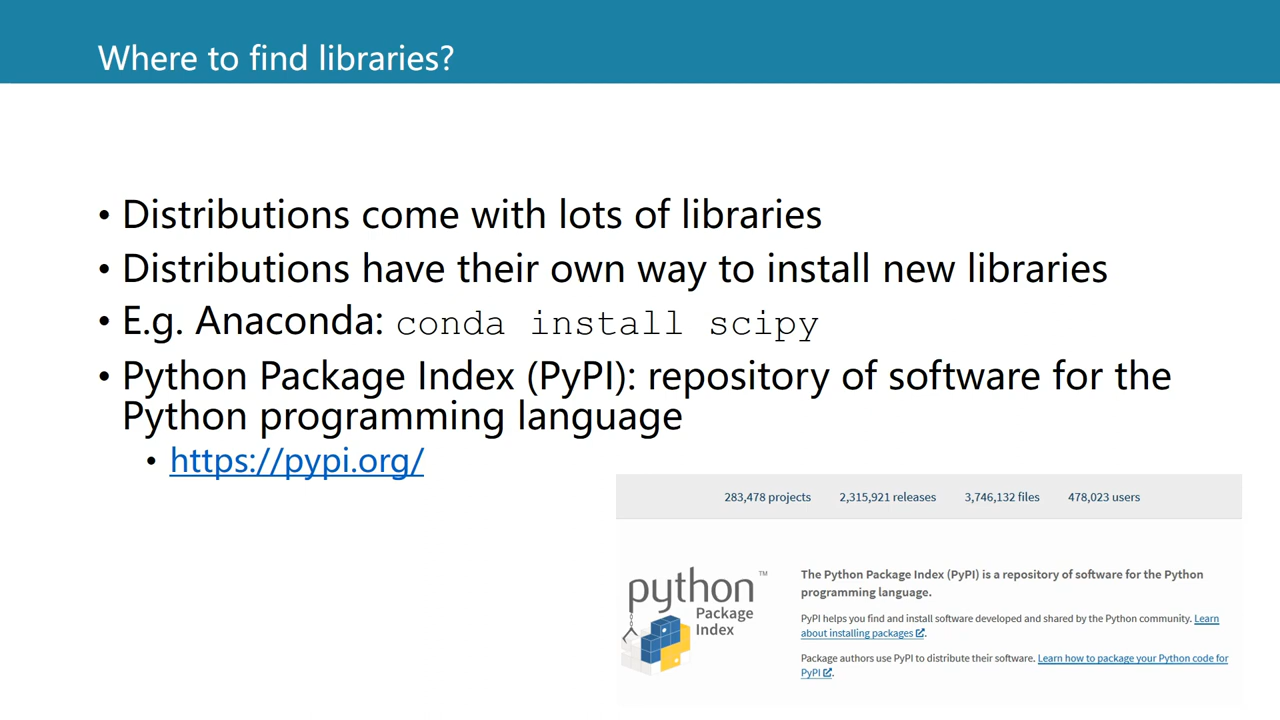 Where to find libraries?
• Distributions come with lots of libraries
• Distributions have their own way to install new libraries
• E.g. Anaconda: conda install scipy
• Python Package Index (PyPI): repository of software for the
Python programming language
• https://pypi.org/
283,478 projects 2,315,921 releases 3,746,132 files 478,023 users
python™
Package
Index
The Python Package Index (PyPI) is a repository of software for the Python
programming language.
PyPI helps you find and install software developed and shared by the Python community. Learn
about installing packages.
Package authors use PyPI to distribute their software. Learn how to package your Python code for
PyPI.